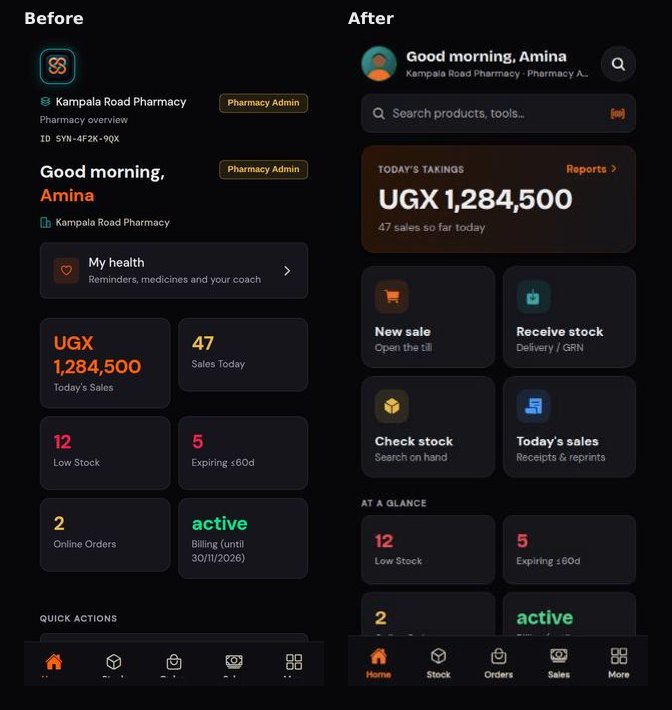 Before
Kampala Road Pharmacy
Pharmacy Admin
Pharmacy overview
ID SYN-4F2K-9QX
Good morning,
Pharmacy Admin
Amina
Kampala Road Pharmacy
My health
Reminders, medicines and your coach
UGX
1,284,500
Today's Sales
47
Sales Today
12
Low Stock
5
Expiring ≤60d
2
Online Orders
active
Billing (until
30/11/2026)
QUICK ACTIONS
After
Good morning, Amina
Kampala Road Pharmacy · Pharmacy A...
Search products, tools...
TODAY'S TAKINGS
Reports
UGX 1,284,500
47 sales so far today
New sale
Open the till
Receive stock
Delivery / GRN
Check stock
Search on hand
Today's sales
Receipts & reprints
AT A GLANCE
12
Low Stock
5
Expiring ≤60d
2
active
Home
Stock
Orders
Sales
More